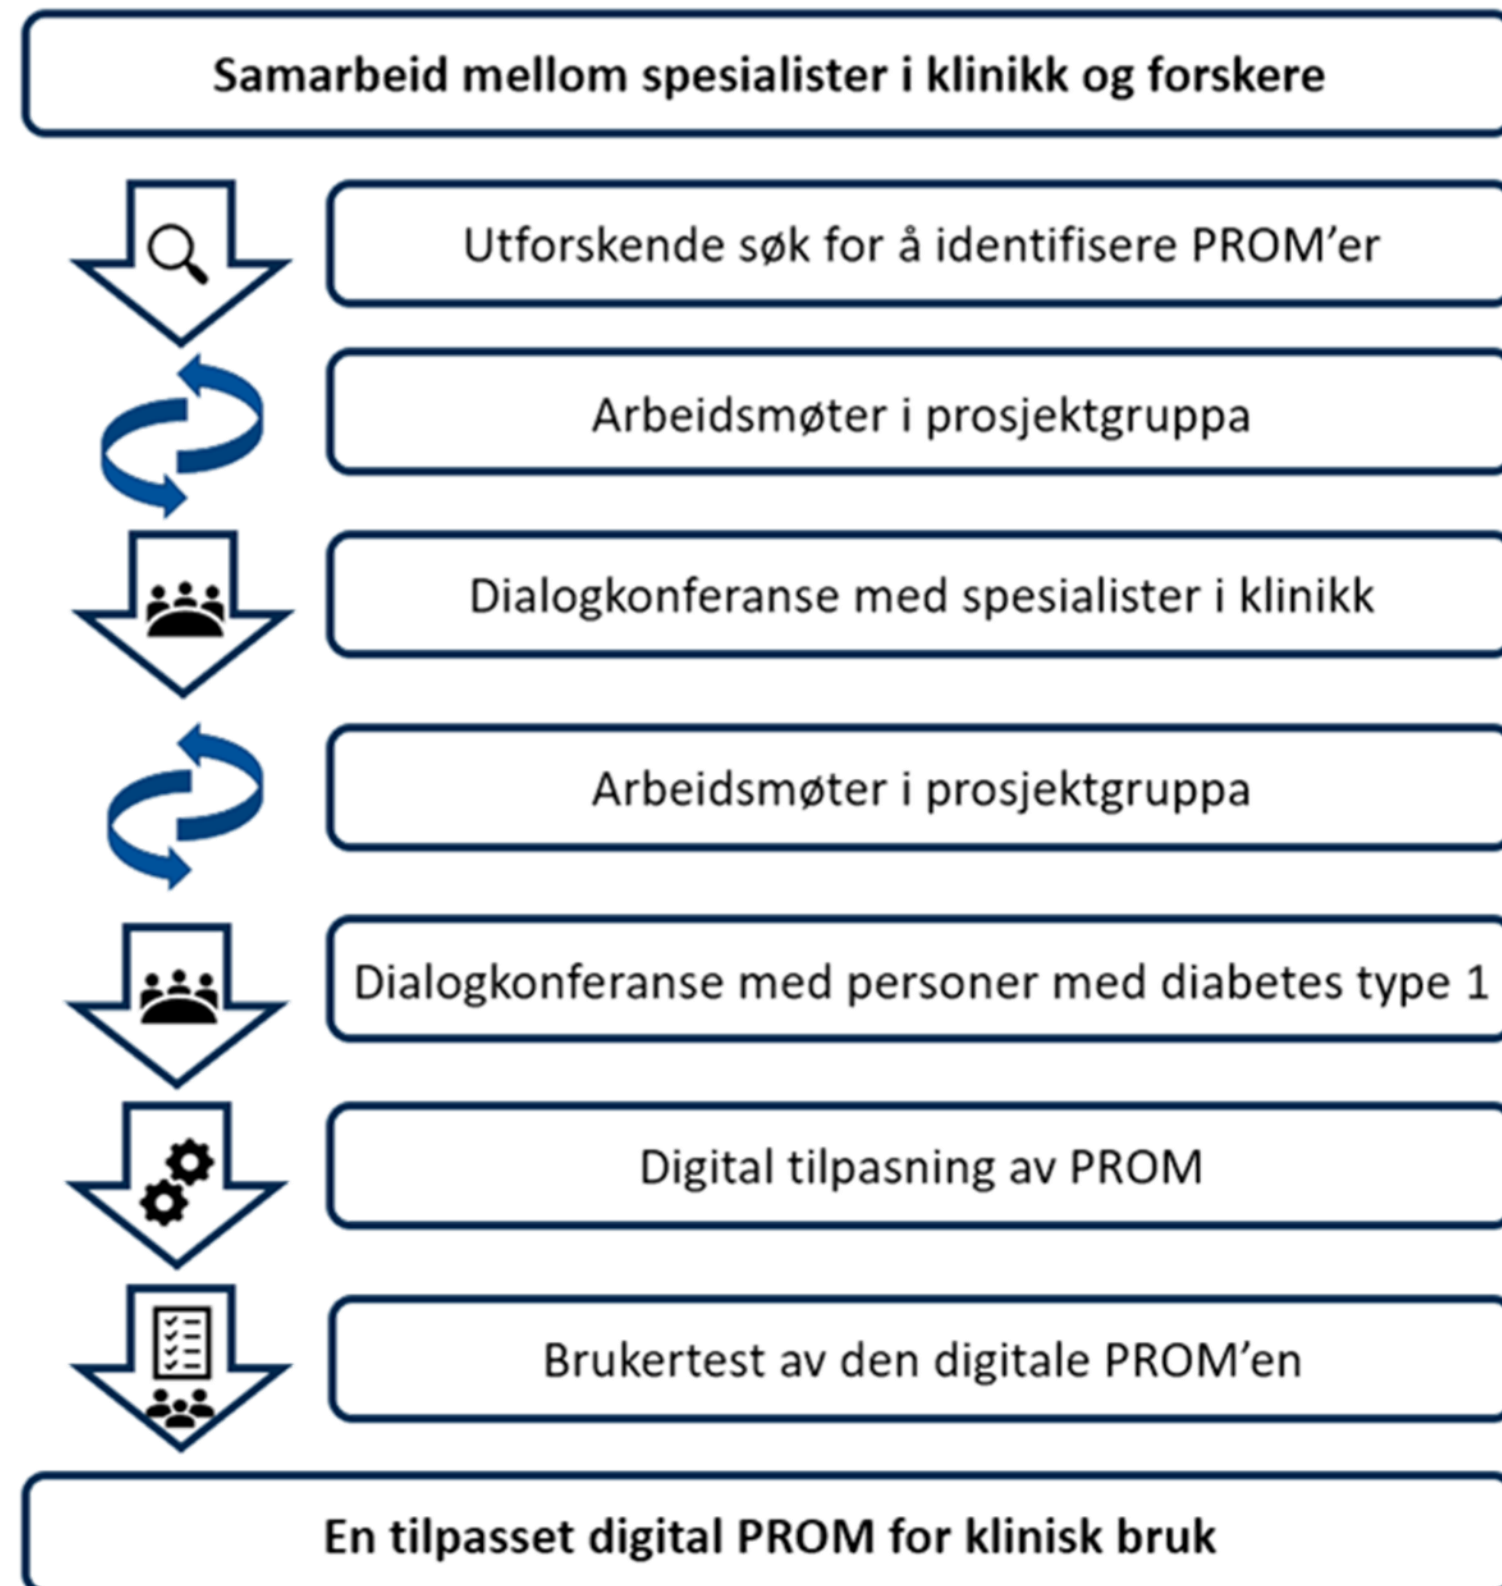 Samarbeid mellom spesialister i klinikk og forskere
Utforskende søk for å identifisere PROM’er
Arbeidsmøter i prosjektgruppa
Dialogkonferanse med spesialister i klinikk
Arbeidsmøter i prosjektgruppa
Dialogkonferanse med personer med diabetes type 1
Digital tilpasning av PROM
Brukertest av den digitale PROM’en
En tilpasset digital PROM for klinisk bruk